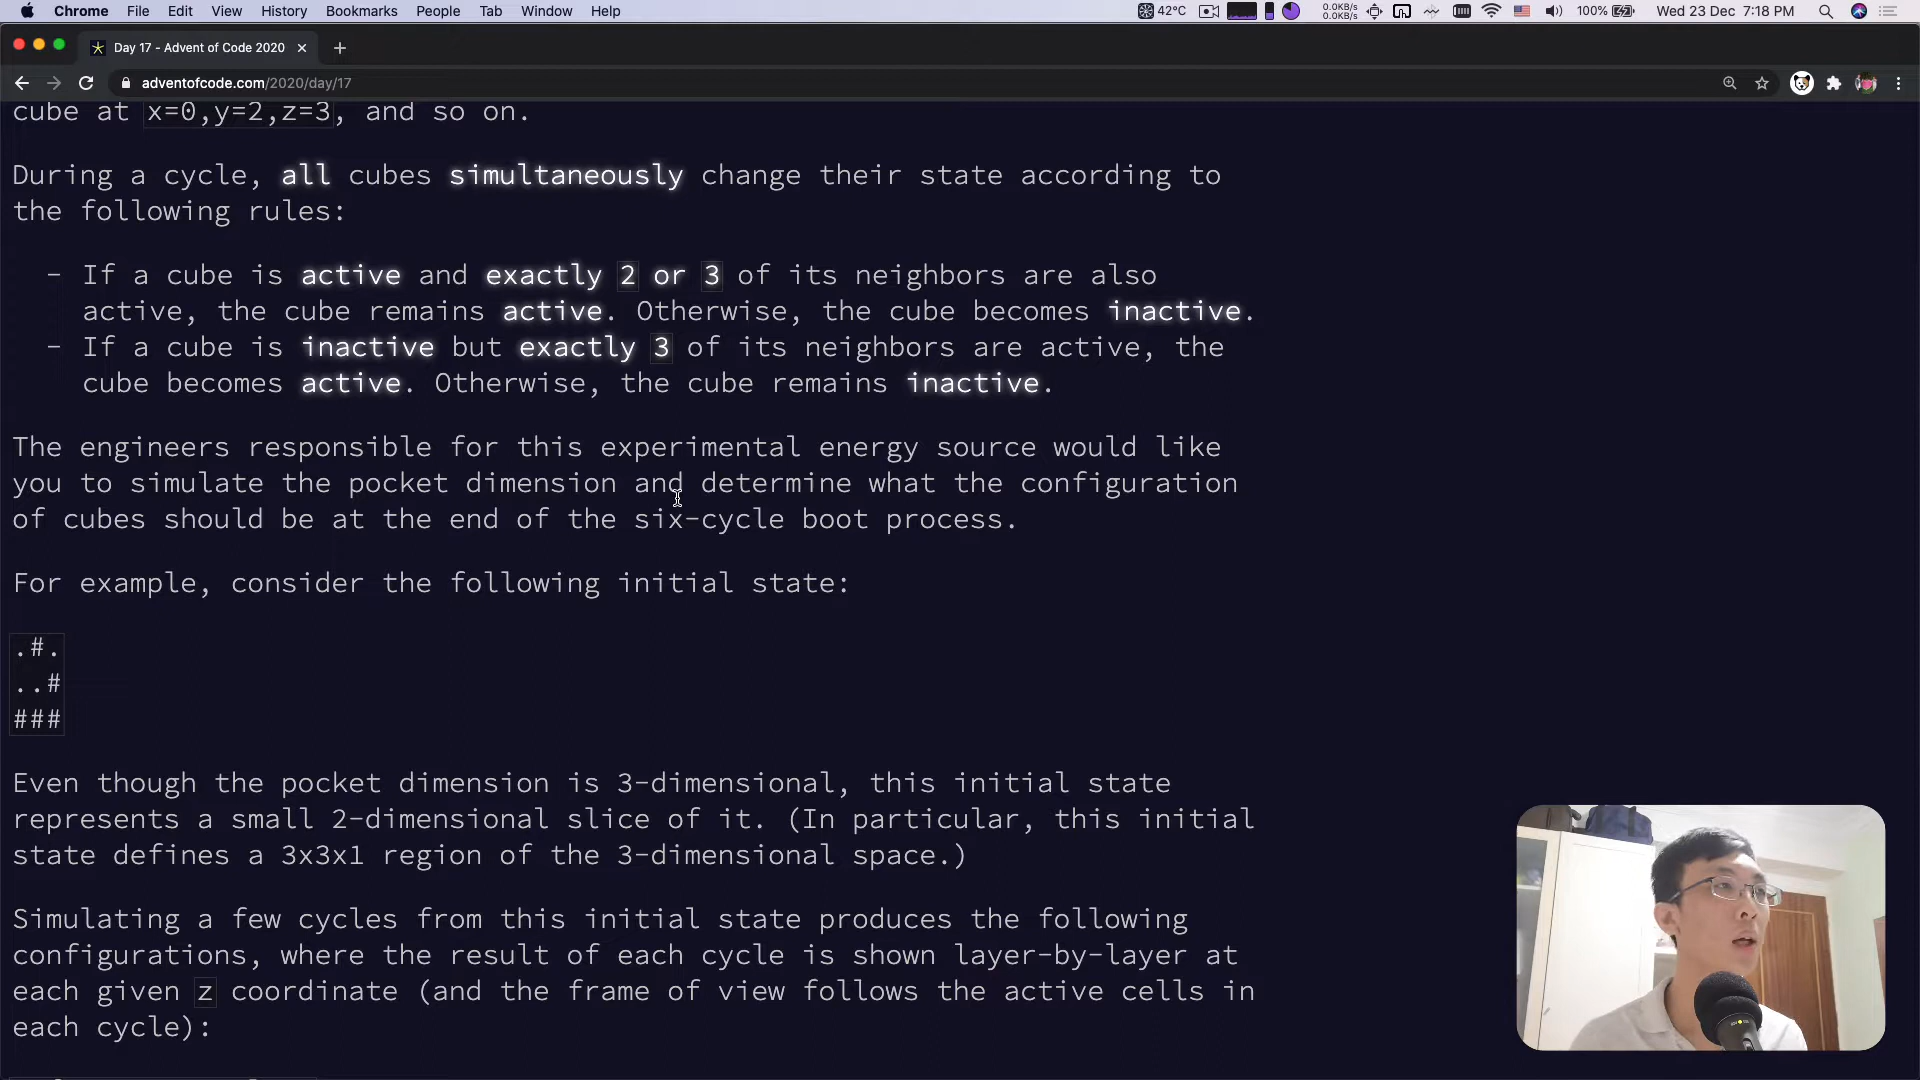 Chrome File Edit View History Bookmarks People Tab Window Help 42°C 0.0KB/s 0.0KB/s 100% Wed 23 Dec 7:18 PM
Day 17 - Advent of Code 2020
adventofcode.com/2020/day/17
cube at x=0,y=2,z=3, and so on.
During a cycle, all cubes simultaneously change their state according to
the following rules:
- If a cube is active and exactly 2 or 3 of its neighbors are also
active, the cube remains active. Otherwise, the cube becomes inactive.
- If a cube is inactive but exactly 3 of its neighbors are active, the
cube becomes active. Otherwise, the cube remains inactive.
The engineers responsible for this experimental energy source would like
you to simulate the pocket dimension and determine what the configuration
of cubes should be at the end of the six-cycle boot process.
For example, consider the following initial state:
.#.
..#
###
Even though the pocket dimension is 3-dimensional, this initial state
represents a small 2-dimensional slice of it. (In particular, this initial
state defines a 3x3x1 region of the 3-dimensional space.)
Simulating a few cycles from this initial state produces the following
configurations, where the result of each cycle is shown layer-by-layer at
each given z coordinate (and the frame of view follows the active cells in
each cycle):